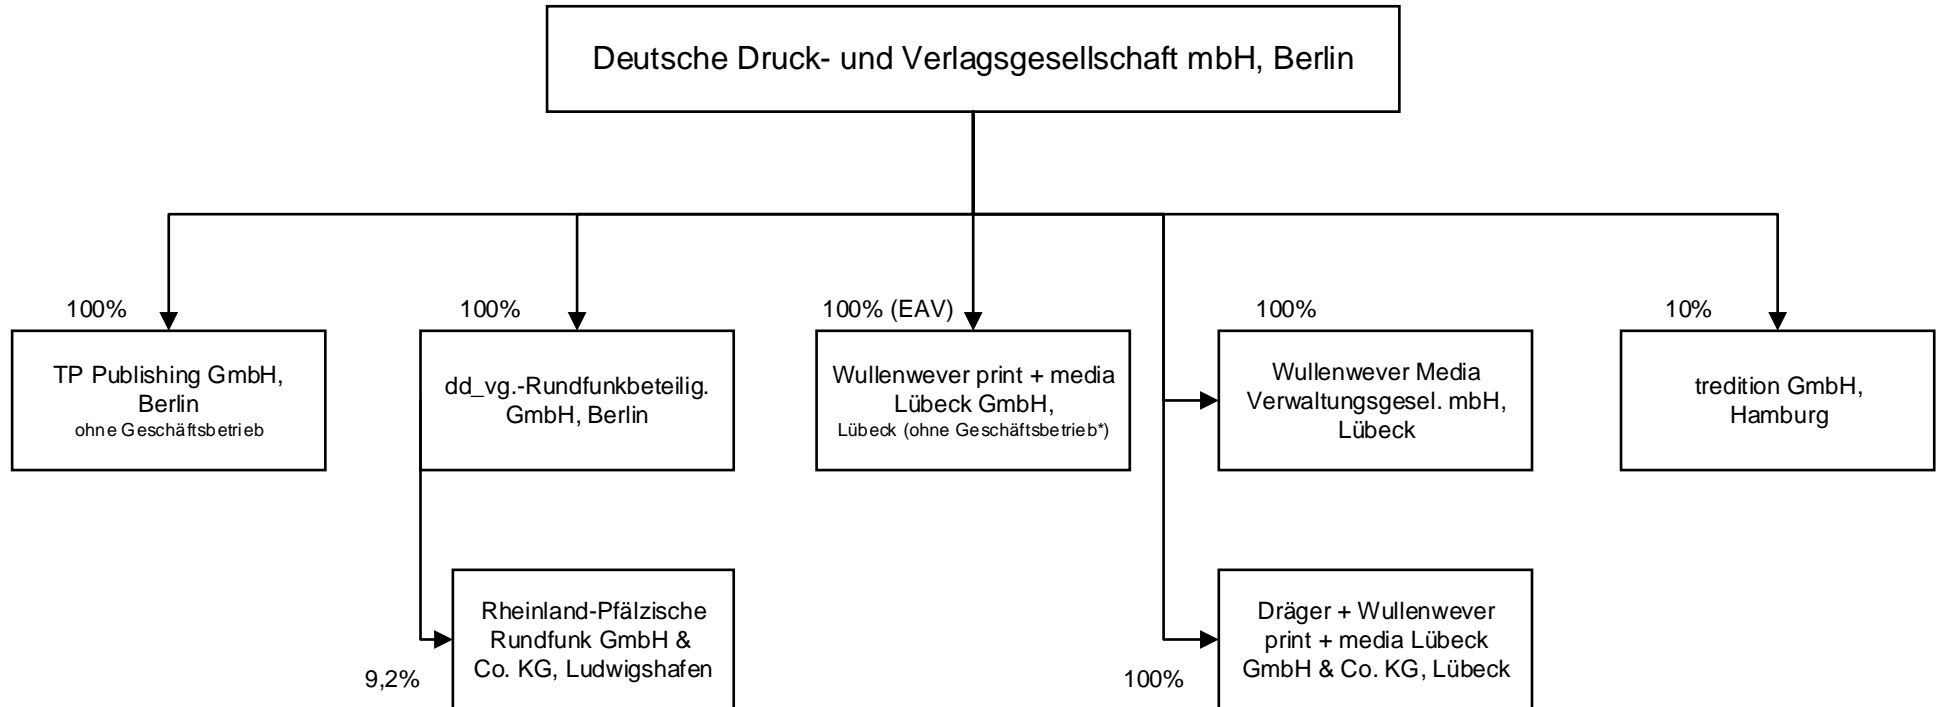 Deutsche Druck- und Verlagsgesellschaft mbH, Berlin
100%
TP Publishing GmbH,
Berlin
ohne Geschäftsbetrieb
100%
dd_vg.-Rundfunkbeteilig.
GmbH, Berlin
100% (EAV)
Wullenwever print + media
Lübeck GmbH,
Lübeck (ohne Geschäftsbetrieb*)
100%
Wullenwever Media
Verwaltungsgesel. mbH,
Lübeck
10%
tredition GmbH,
Hamburg
9,2%
Rheinland-Pfälzische
Rundfunk GmbH &
Co. KG, Ludwigshafen
100%
Dräger + Wullenwever
print + media Lübeck
GmbH & Co. KG, Lübeck